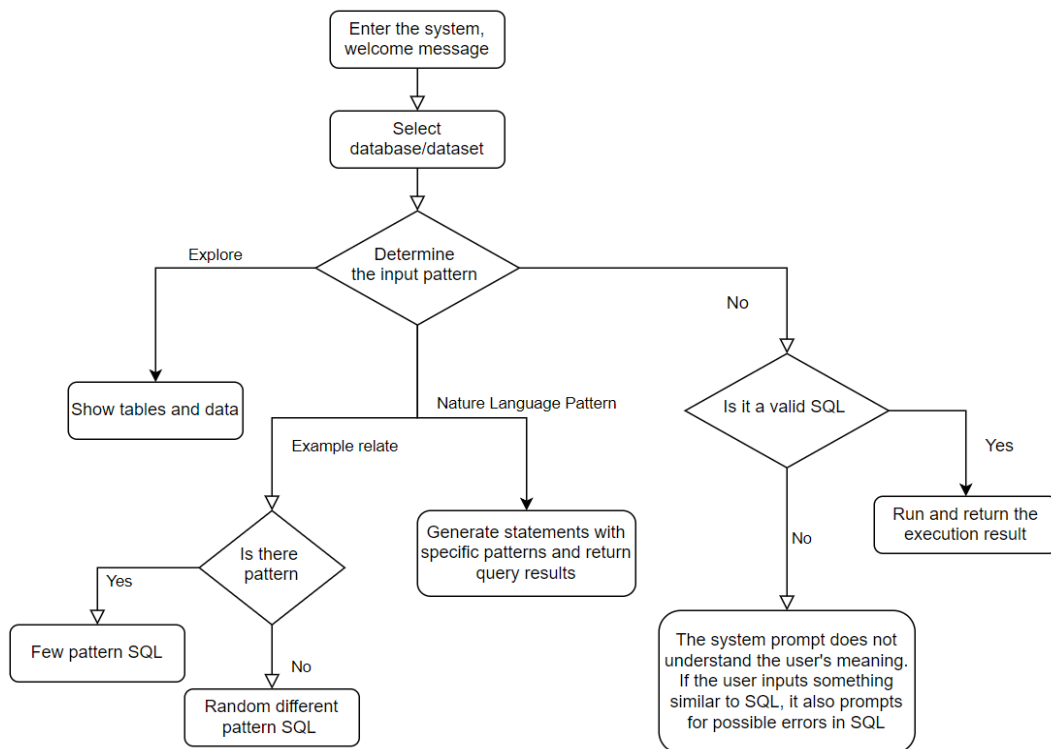 Enter the system,
welcome message
Select
database/dataset
Determine
the input pattern
Explore
No
Show tables and data
Nature Language Pattern
Example relate
Is it a valid SQL
Yes
No
Run and return the
execution result
Generate statements with
specific patterns and return
query results
Is there
pattern
Yes
No
Few pattern SQL
Random different
pattern SQL
The system prompt does not
understand the user's meaning.
If the user inputs something
similar to SQL, it also prompts
for possible errors in SQL